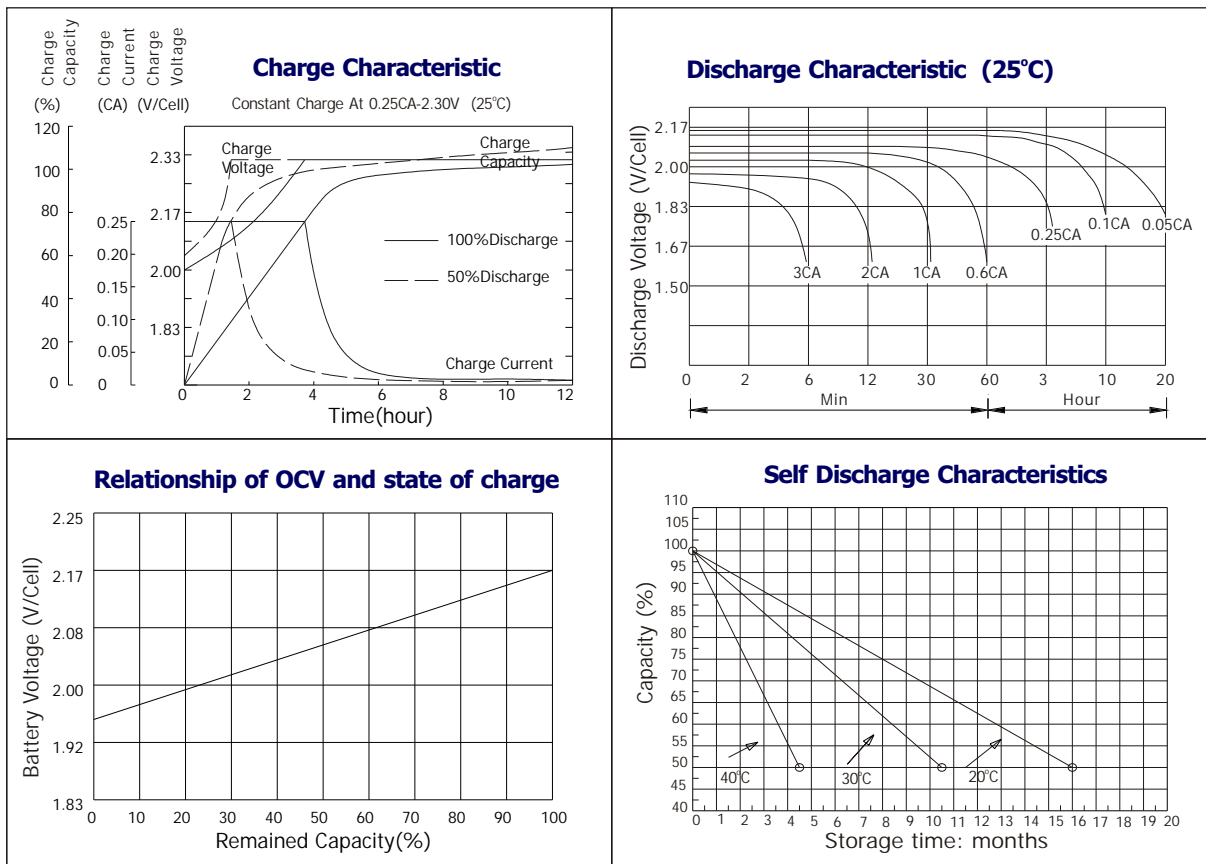 Charge Capacity
Charge Current
Charge Voltage
(%)
(CA)
(V/Cell)
Charge Characteristic
Constant Charge At 0.25CA-2.30V (25°C)
120
100
80
60
40
20
0
0.25
0.20
0.15
0.10
0.05
0
2.33
2.17
2.00
1.83
Charge Voltage
Charge Capacity
100%Discharge
50%Discharge
Charge Current
0 2 4 6 8 10 12
Time(hour)
Discharge Characteristic (25°C)
Discharge Voltage (V/Cell)
2.17
2.00
1.83
1.67
1.50
3CA
2CA
1CA
0.6CA
0.25CA
0.1CA
0.05CA
0 2 6 12 30 60 3 10 20
Min
Hour
Relationship of OCV and state of charge
Battery Voltage (V/Cell)
2.25
2.17
2.08
2.00
1.92
1.83
0 10 20 30 40 50 60 70 80 90 100
Remained Capacity(%)
Self Discharge Characteristics
Capacity (%)
110
105
100
95
90
85
80
75
70
65
60
55
50
45
40
40°C
30°C
20°C
0 1 2 3 4 5 6 7 8 9 10 11 12 13 14 15 16 17 18 19 20
Storage time: months